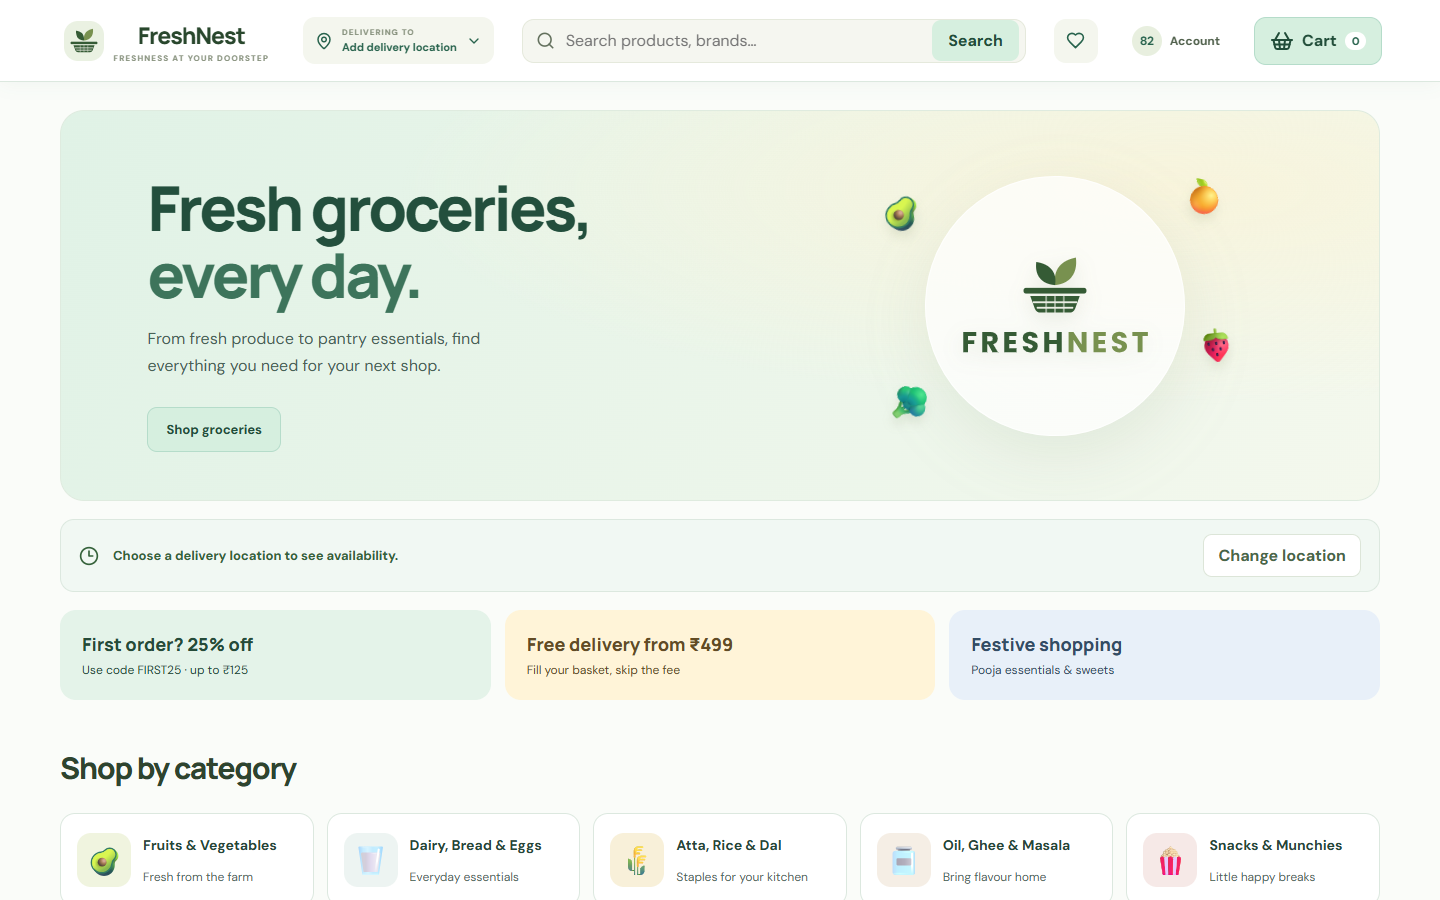 FreshNest
FRESHNESS AT YOUR DOORSTEP
DELIVERING TO
Add delivery location
Search products, brands...
Search
82
Account
Cart
0
Fresh groceries,
every day.
From fresh produce to pantry essentials, find
everything you need for your next shop.
Shop groceries
FRESHNEST
Choose a delivery location to see availability.
Change location
First order? 25% off
Use code FIRST25 · up to ₹125
Free delivery from ₹499
Fill your basket, skip the fee
Festive shopping
Pooja essentials & sweets
Shop by category
Fruits & Vegetables
Fresh from the farm
Dairy, Bread & Eggs
Everyday essentials
Atta, Rice & Dal
Staples for your kitchen
Oil, Ghee & Masala
Bring flavour home
Snacks & Munchies
Little happy breaks